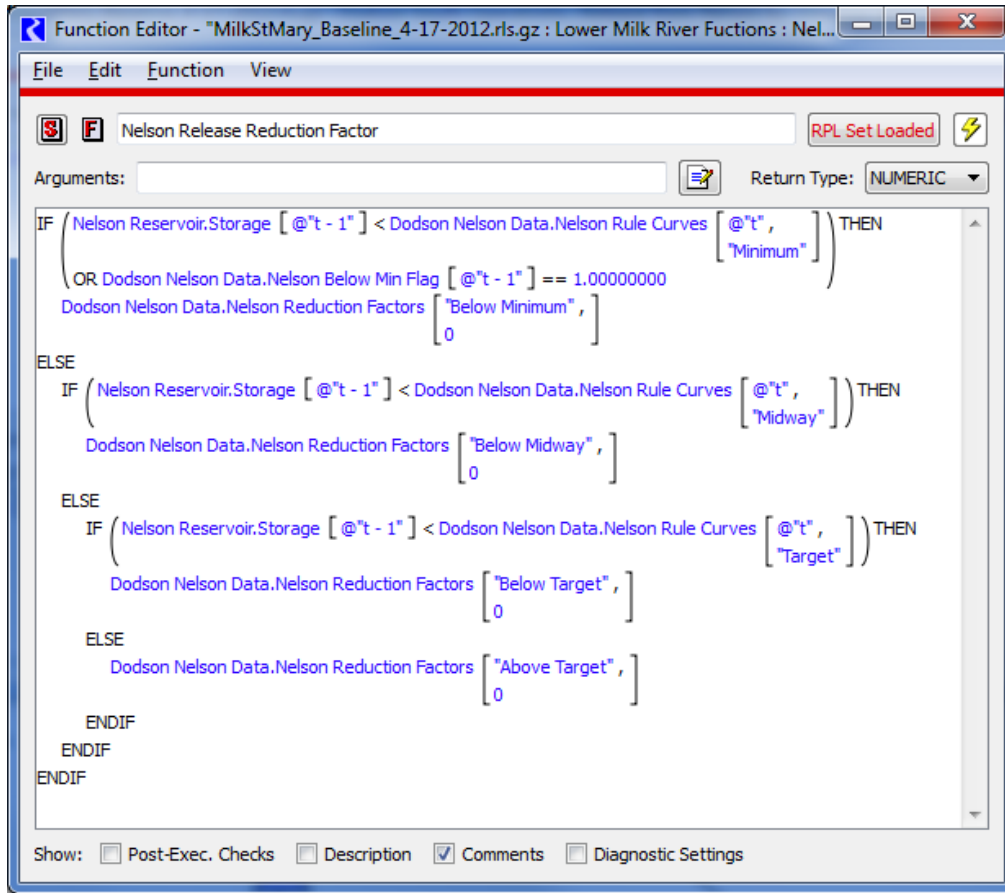 Function Editor - "MilkStMary_Baseline_4-17-2012.rls.gz : Lower Milk River Fuctions : Nel...
File Edit Function View
S F Nelson Release Reduction Factor RPL Set Loaded
Arguments: Return Type: NUMERIC
IF ( Nelson Reservoir.Storage [ @"t - 1" ] < Dodson Nelson Data.Nelson Rule Curves [ @"t" ,
"Minimum" ]
OR Dodson Nelson Data.Nelson Below Min Flag [ @"t - 1" ] == 1.00000000 ) THEN
Dodson Nelson Data.Nelson Reduction Factors [ "Below Minimum" ,
0 ]
ELSE
IF ( Nelson Reservoir.Storage [ @"t - 1" ] < Dodson Nelson Data.Nelson Rule Curves [ @"t" ,
"Midway" ] ) THEN
Dodson Nelson Data.Nelson Reduction Factors [ "Below Midway" ,
0 ]
ELSE
IF ( Nelson Reservoir.Storage [ @"t - 1" ] < Dodson Nelson Data.Nelson Rule Curves [ @"t" ,
"Target" ] ) THEN
Dodson Nelson Data.Nelson Reduction Factors [ "Below Target" ,
0 ]
ELSE
Dodson Nelson Data.Nelson Reduction Factors [ "Above Target" ,
0 ]
ENDIF
ENDIF
ENDIF
Show: Post-Exec. Checks Description Comments Diagnostic Settings